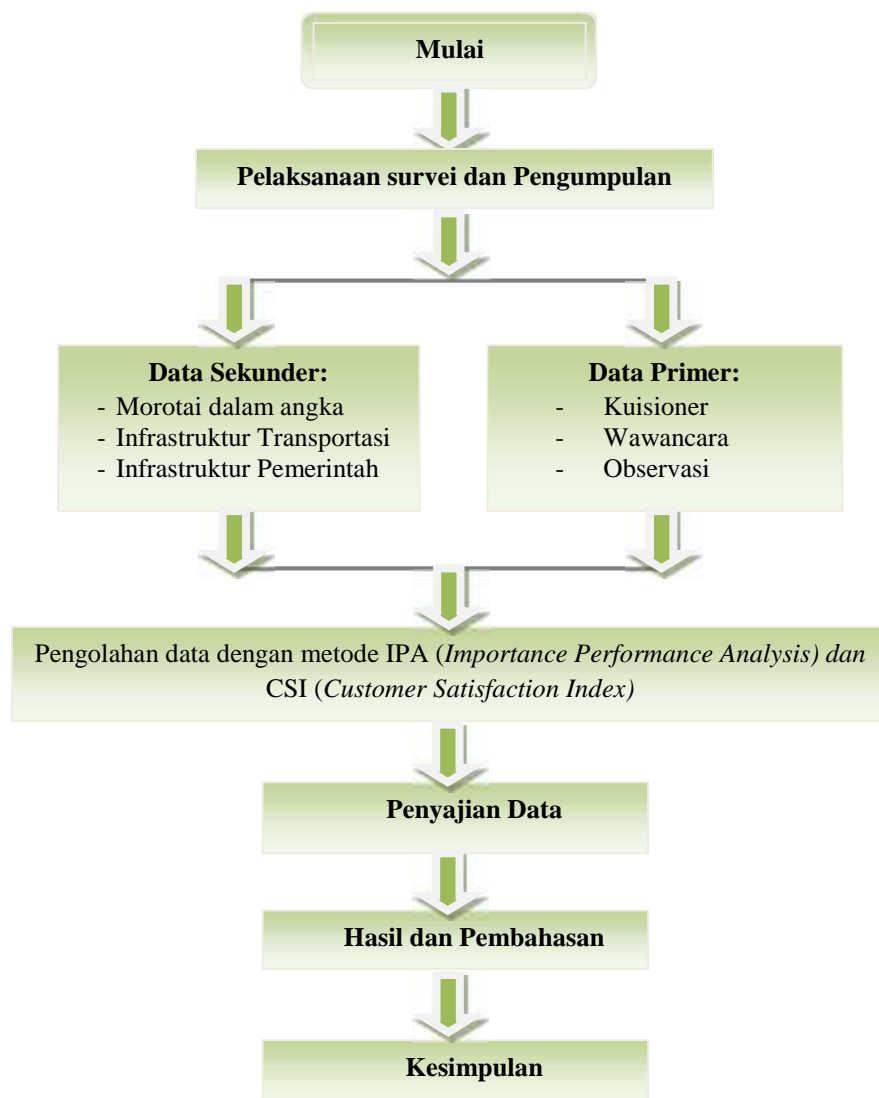 Mulai
Pelaksanaan survei dan Pengumpulan
Data Sekunder:
- Morotai dalam angka
- Infrastruktur Transportasi
- Infrastruktur Pemerintah
Data Primer:
- Kuisioner
- Wawancara
- Observasi
Pengolahan data dengan metode IPA (Importance Performance Analysis) dan
CSI (Customer Satisfaction Index)
Penyajian Data
Hasil dan Pembahasan
Kesimpulan